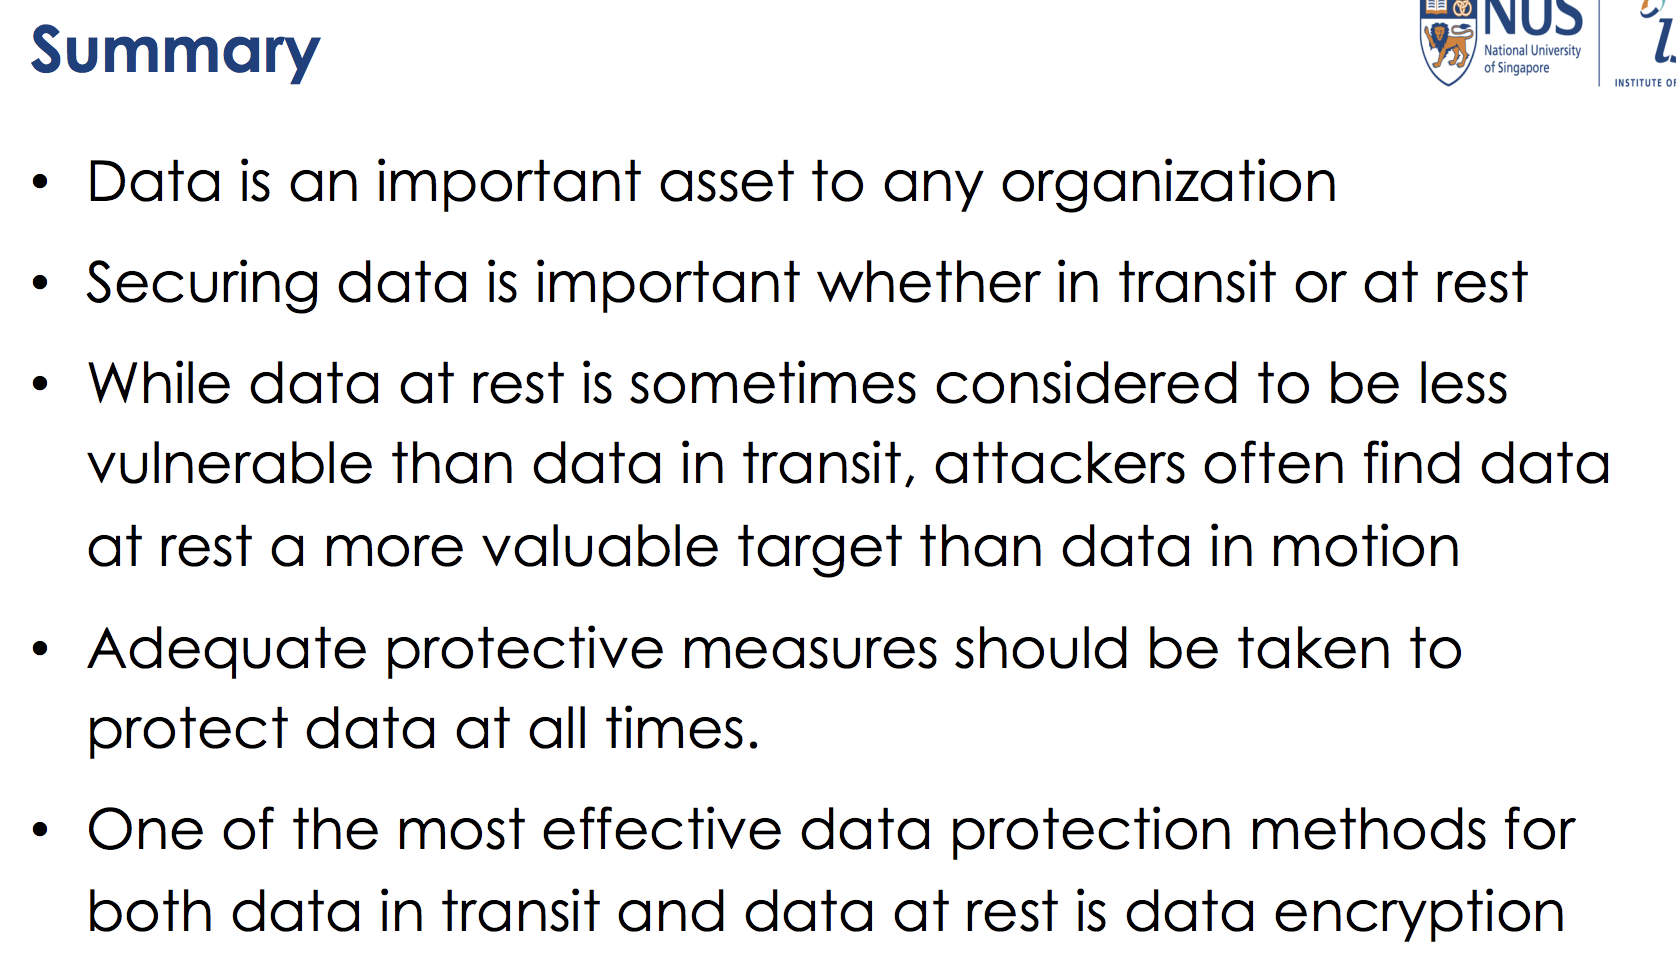 Summary
NUS
National University
of Singapore
INSTITUTE OF
• Data is an important asset to any organization
• Securing data is important whether in transit or at rest
• While data at rest is sometimes considered to be less
vulnerable than data in transit, attackers often find data
at rest a more valuable target than data in motion
• Adequate protective measures should be taken to
protect data at all times.
• One of the most effective data protection methods for
both data in transit and data at rest is data encryption